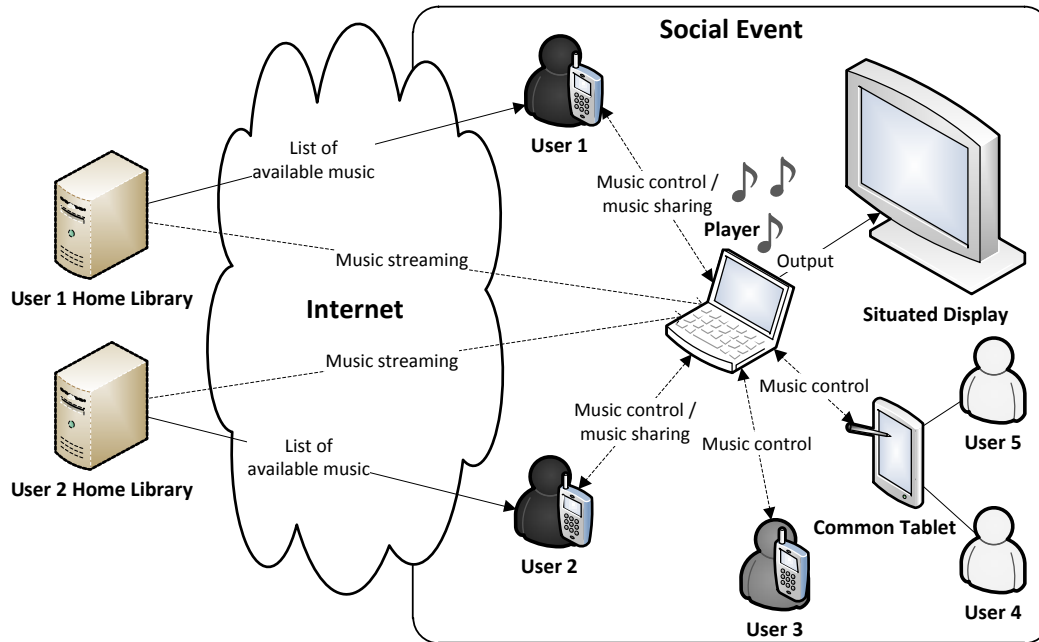 Social Event
User 1
List of
available music
Music control /
music sharing
Player
Output
Music streaming
User 1 Home Library
Internet
Situated Display
Music streaming
Music control
User 5
Music control /
music sharing
Music control
List of
available music
User 2 Home Library
Common Tablet
User 2
User 3
User 4